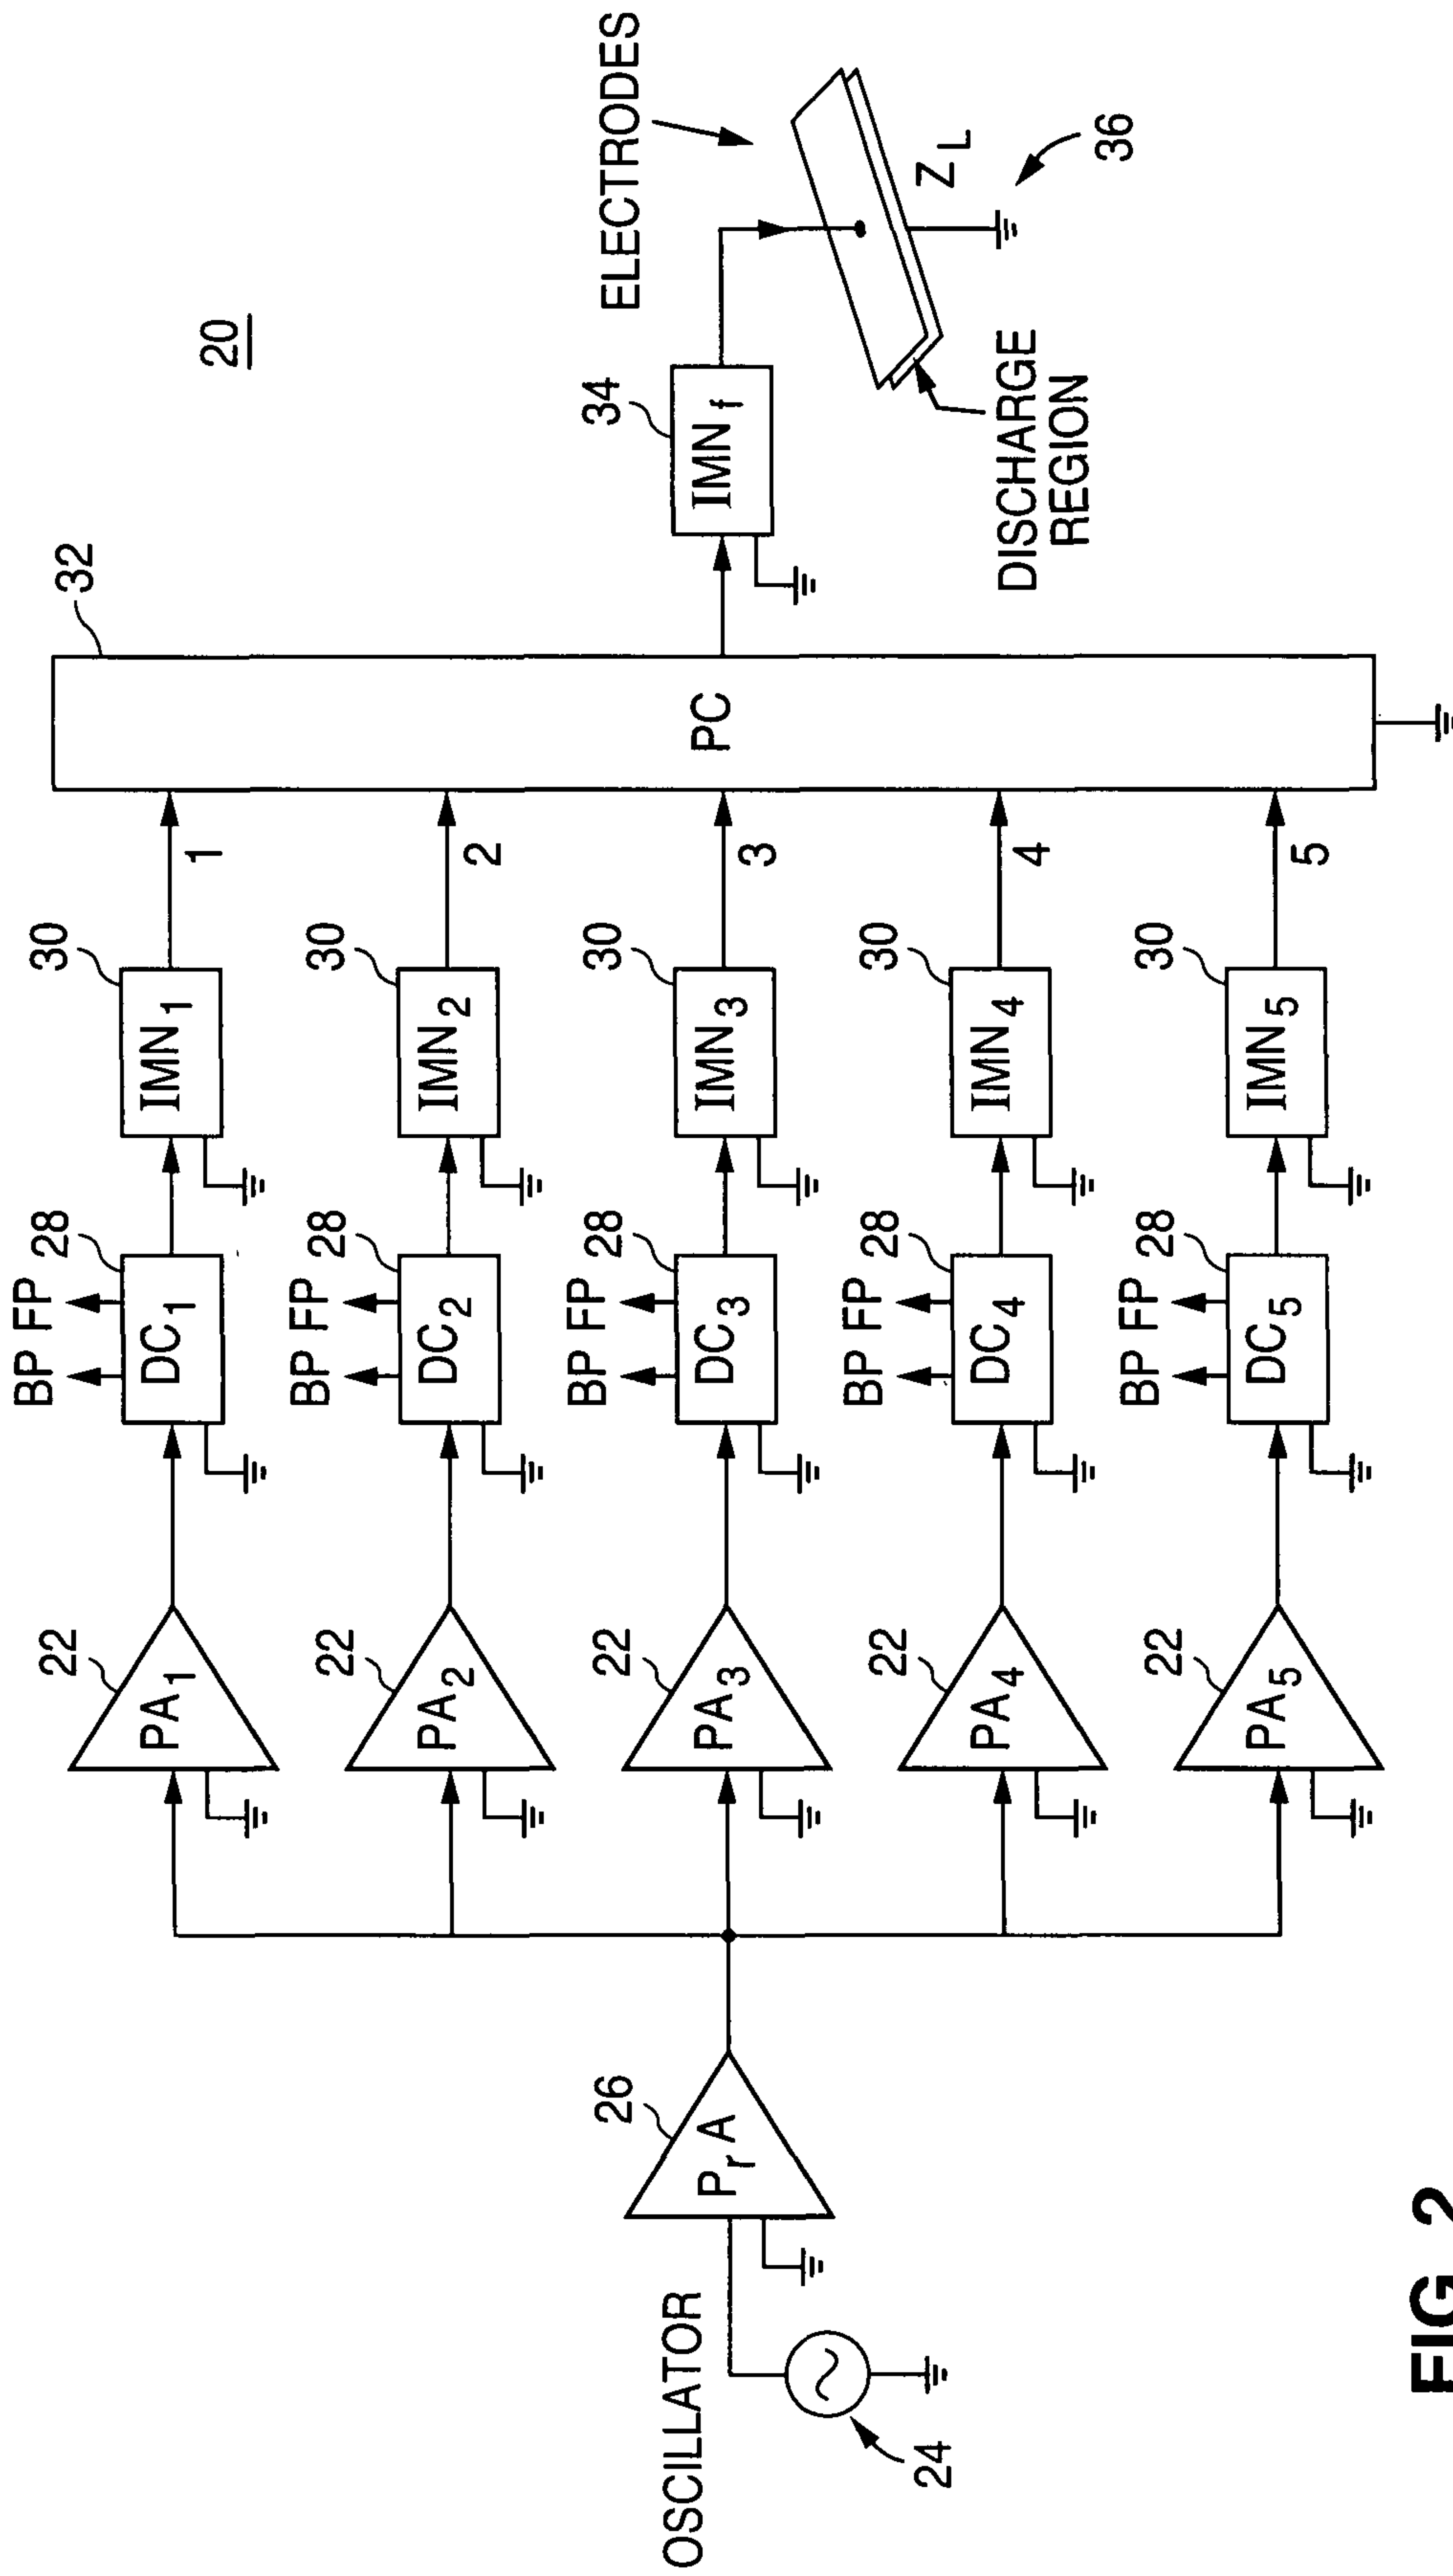 20
OSCILLATOR
24
26
PrA
22
PA1
BP FP
28
DC1
30
IMN1
1
22
PA2
BP FP
28
DC2
30
IMN2
2
22
PA3
BP FP
28
DC3
30
IMN3
3
22
PA4
BP FP
28
DC4
30
IMN4
4
22
PA5
BP FP
28
DC5
30
IMN5
5
32
PC
34
IMNf
ELECTRODES
ZL
36
DISCHARGE
REGION
FIG. 2